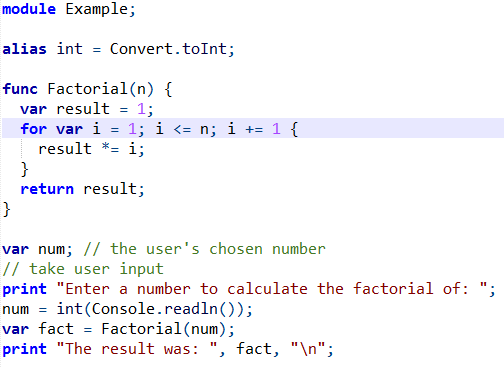 module Example;
alias int = Convert.toInt;
func Factorial(n) {
  var result = 1;
  for var i = 1; i <= n; i += 1 {
    result *= i;
  }
  return result;
}
var num; // the user's chosen number
// take user input
print "Enter a number to calculate the factorial of: ";
num = int(Console.readln());
var fact = Factorial(num);
print "The result was: ", fact, "\n";